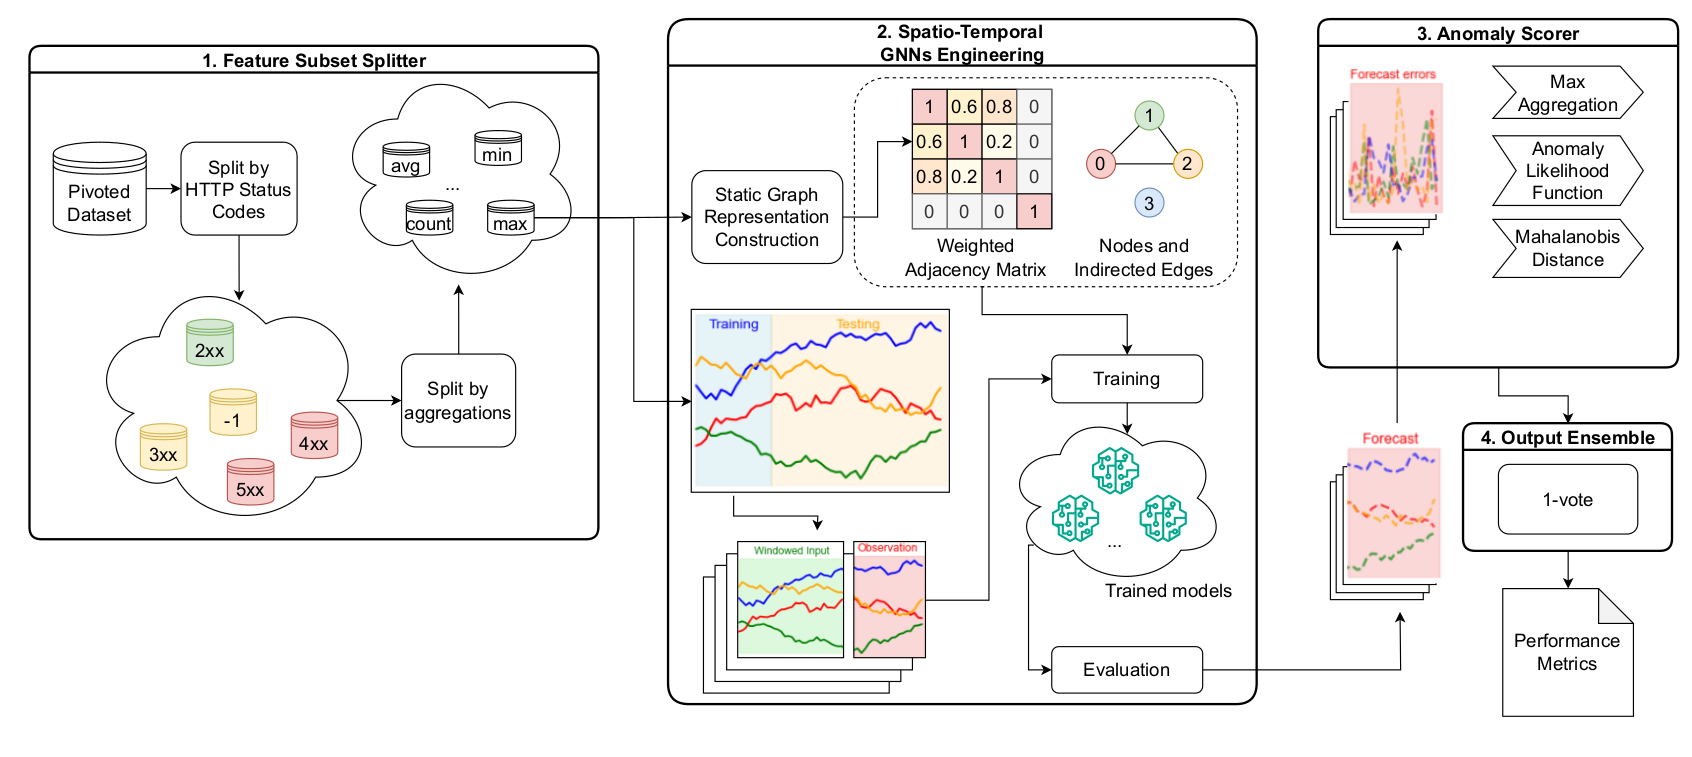 1. Feature Subset Splitter
Pivoted
Dataset
Split by
HTTP Status
Codes
avg
min
...
count
max
2xx
-1
3xx
4xx
5xx
Split by
aggregations
2. Spatio-Temporal
GNNs Engineering
Static Graph
Representation
Construction
1 0.6 0.8 0
0.6 1 0.2 0
0.8 0.2 1 0
0 0 0 1
Weighted
Adjacency Matrix
1
0
2
3
Nodes and
Indirected Edges
Training
Testing
Windowed Input
Observation
Training
...
Trained models
Evaluation
3. Anomaly Scorer
Forecast errors
Max
Aggregation
Anomaly
Likelihood
Function
Mahalanobis
Distance
Forecast
4. Output Ensemble
1-vote
Performance
Metrics